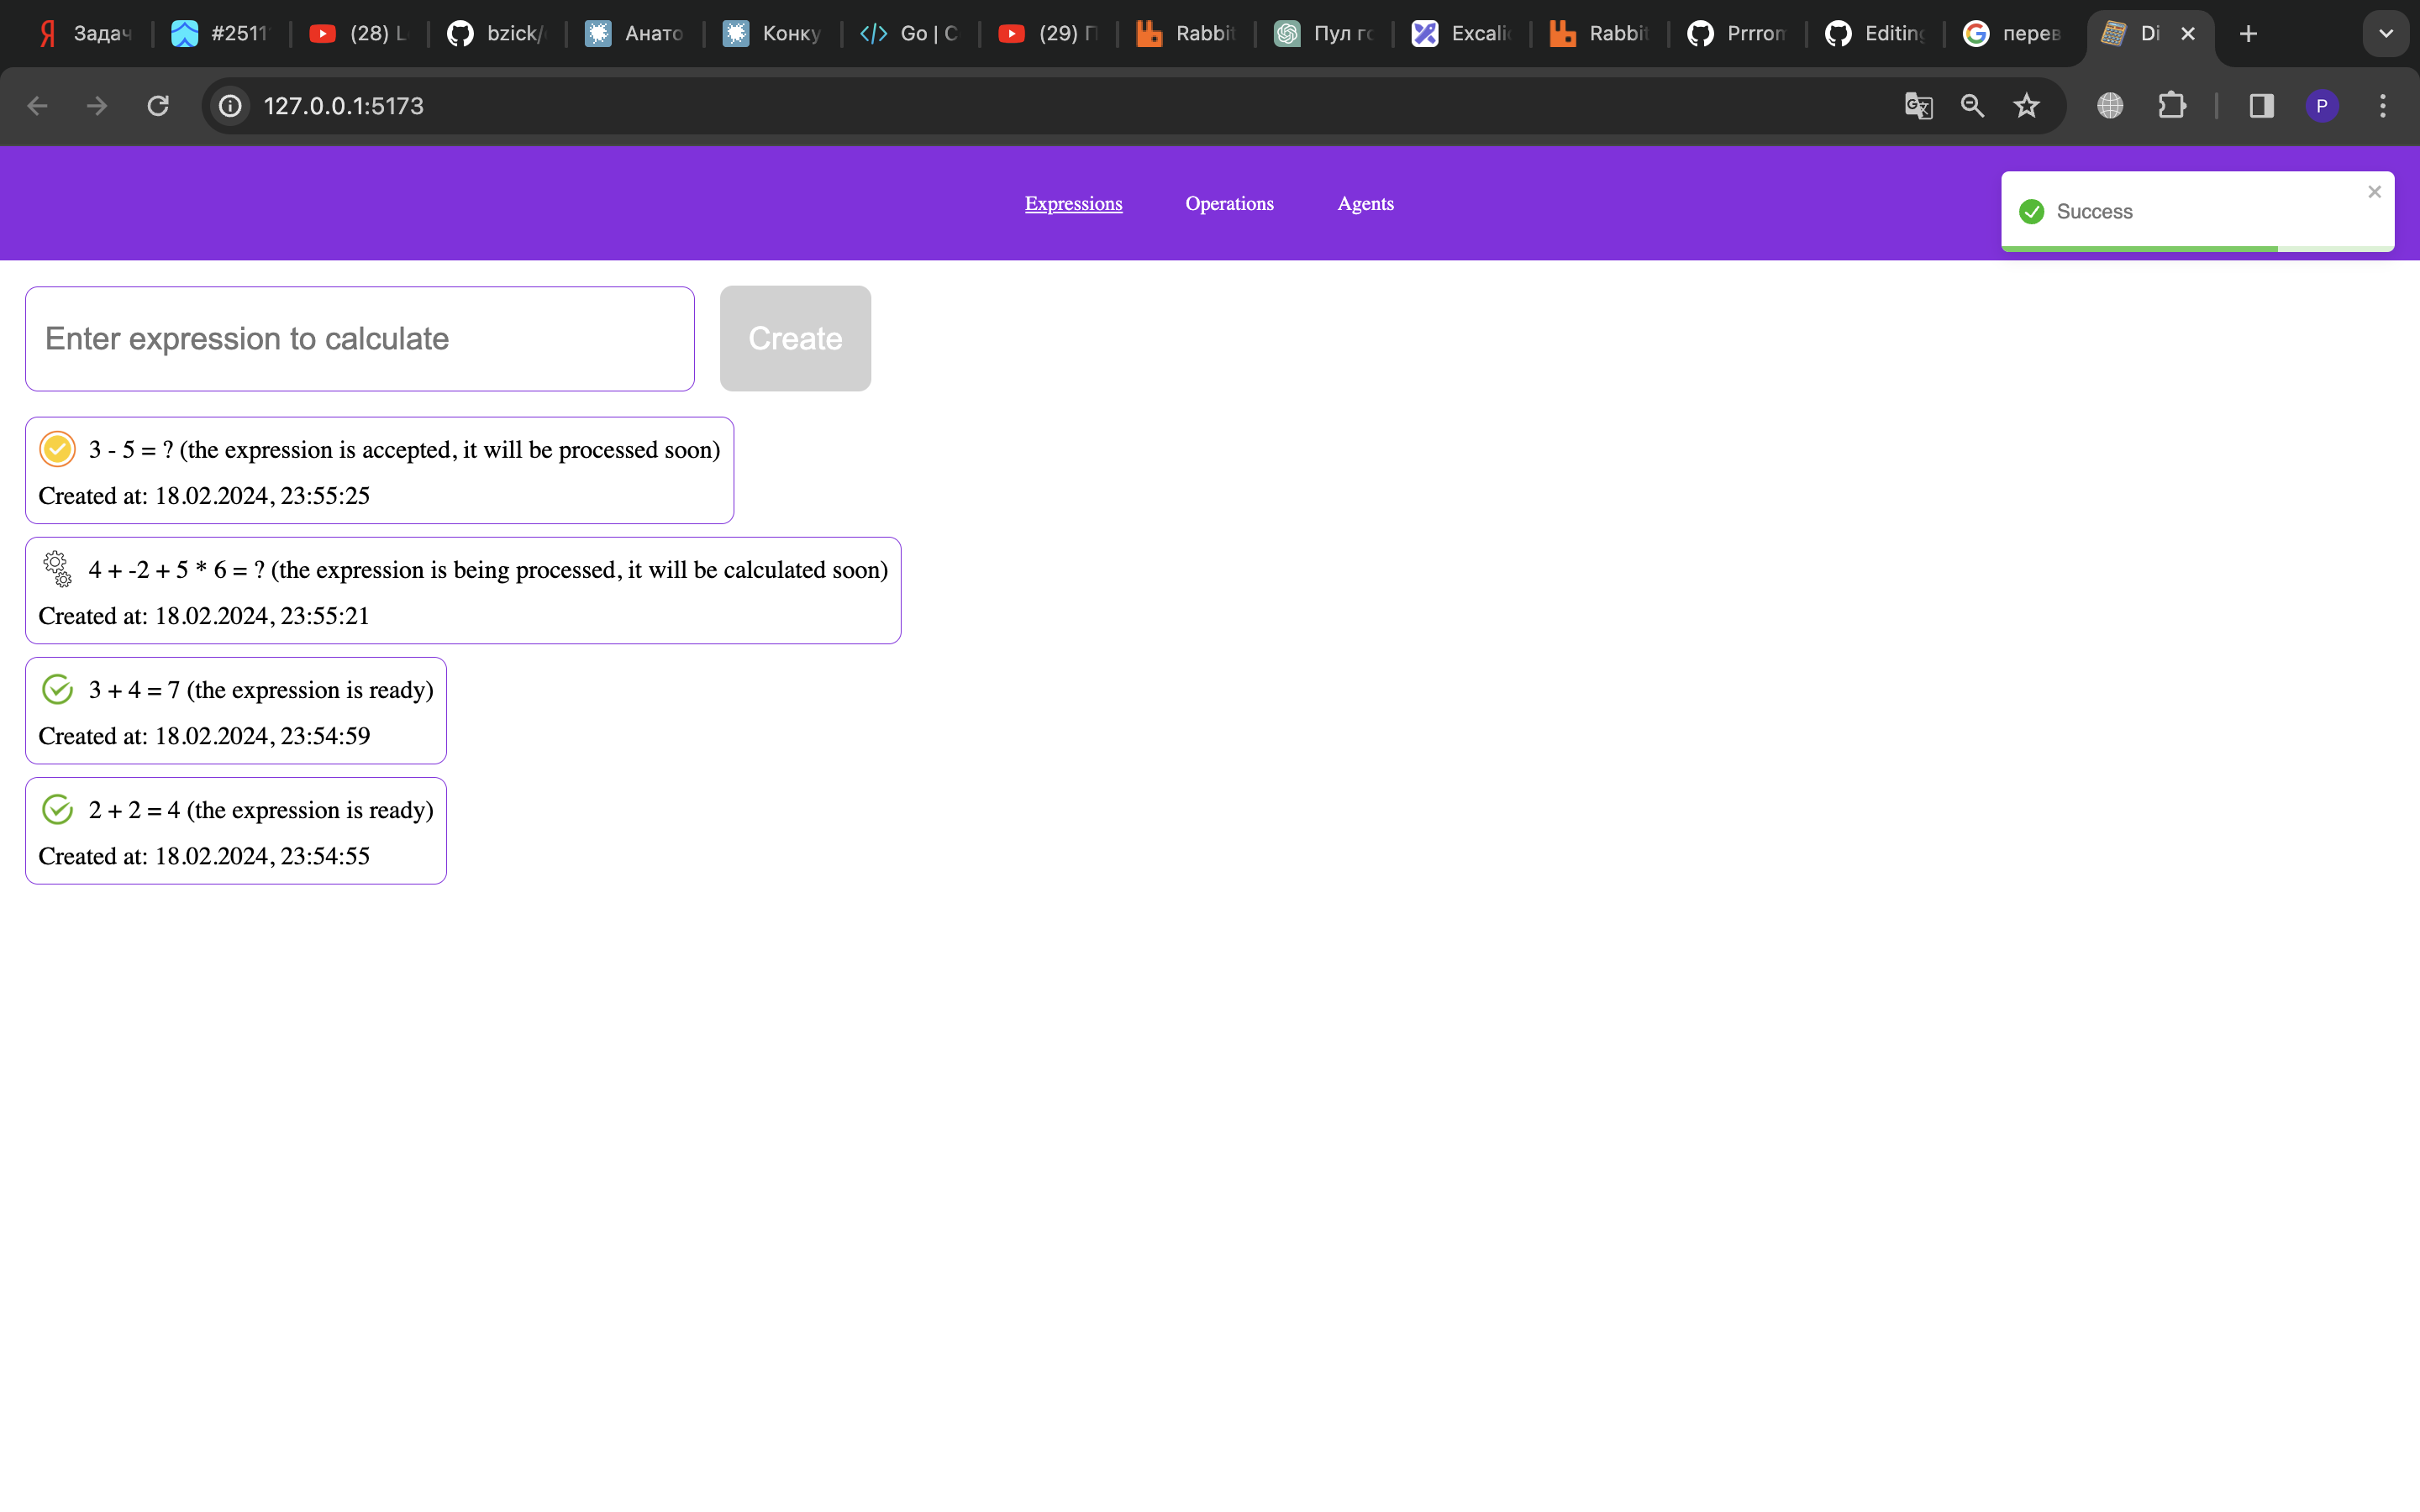 Я Задач #2511 (28) L bzick/ Анато Конку Go | C (29) П Rabbit Пул го Excali Rabbit Prrrom Editing перев Di
127.0.0.1:5173 P
Expressions Operations Agents
Success
Enter expression to calculate Create
3 - 5 = ? (the expression is accepted, it will be processed soon)
Created at: 18.02.2024, 23:55:25
4 + -2 + 5 * 6 = ? (the expression is being processed, it will be calculated soon)
Created at: 18.02.2024, 23:55:21
3 + 4 = 7 (the expression is ready)
Created at: 18.02.2024, 23:54:59
2 + 2 = 4 (the expression is ready)
Created at: 18.02.2024, 23:54:55